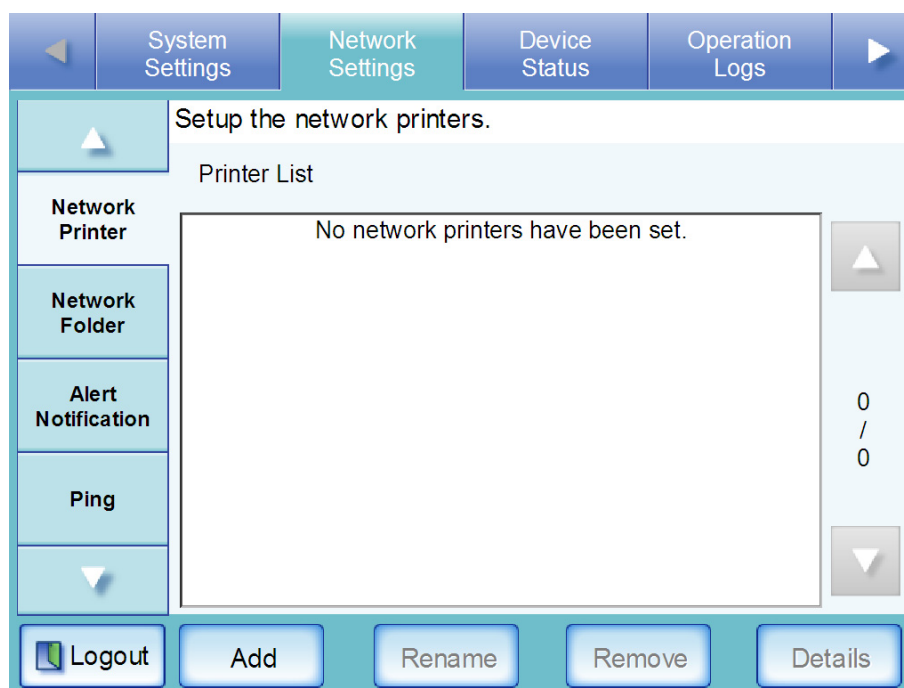 System
Settings
Network
Settings
Device
Status
Operation
Logs
Setup the network printers.
Printer List
No network printers have been set.
Network
Printer
Network
Folder
Alert
Notification
Ping
0
/
0
Logout
Add
Rename
Remove
Details